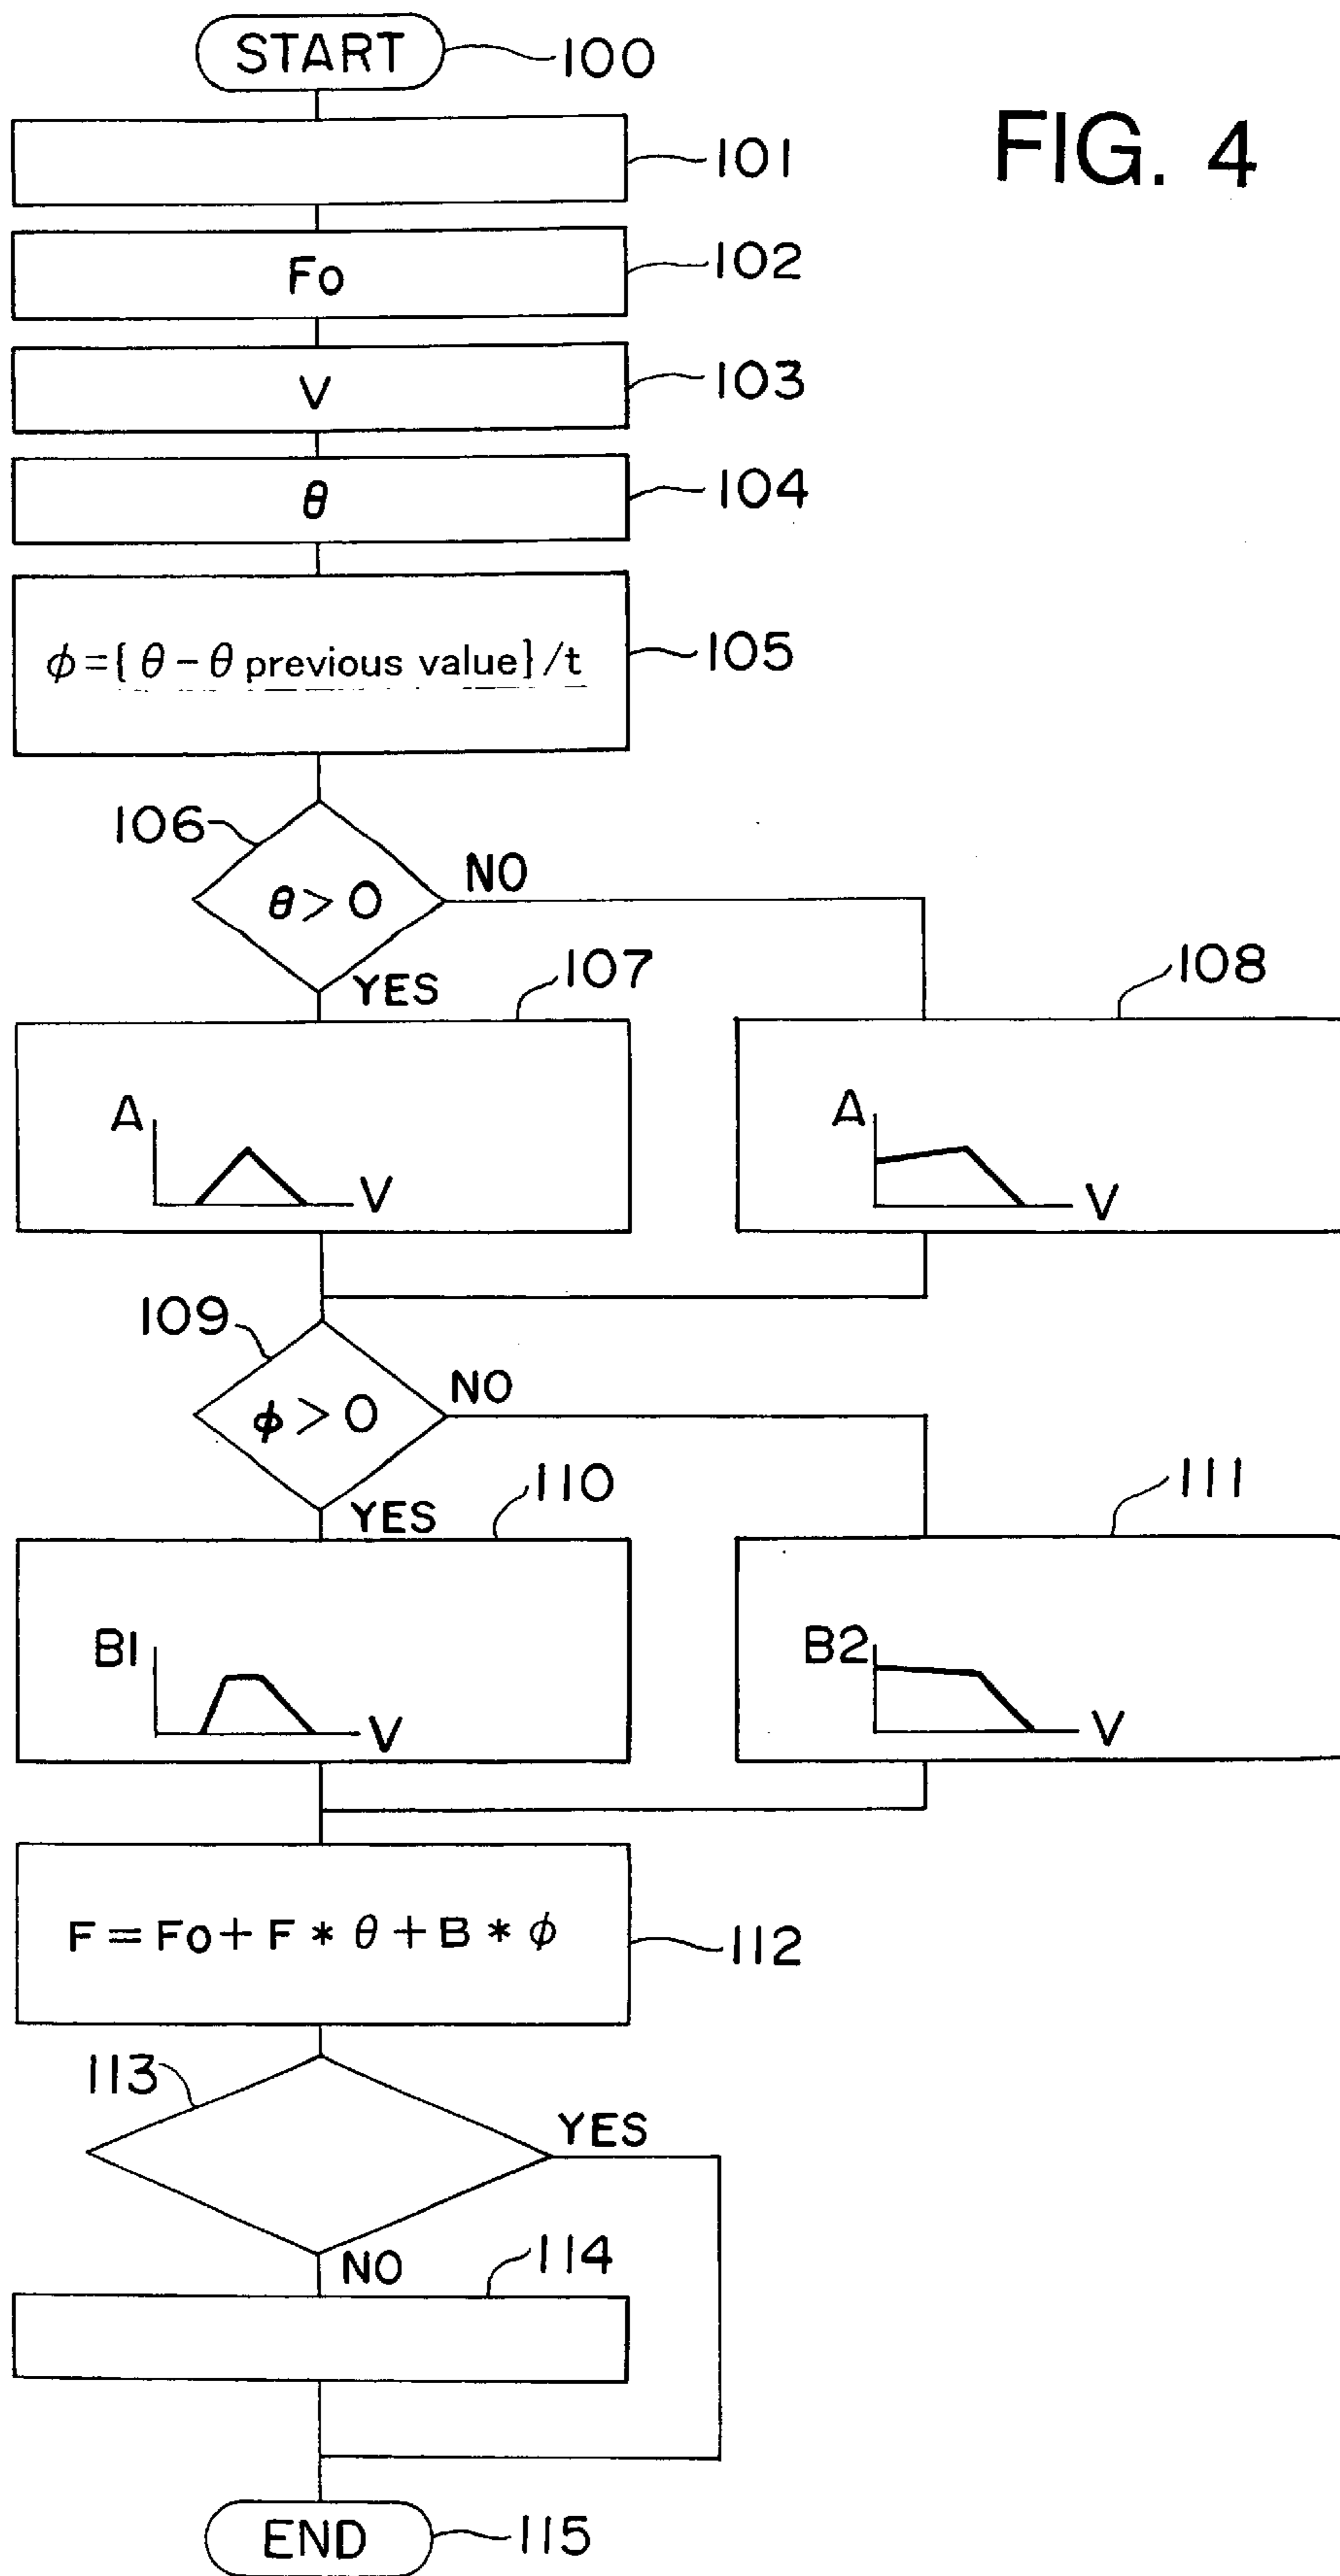 START
100
FIG. 4
101
Fo
102
V
103
θ
104
ϕ={θ-θ previous value}/t
105
106
θ>0
NO
YES
107
108
A
V
A
V
109
ϕ>0
NO
YES
110
111
B1
V
B2
V
F=Fo+F*θ+B*ϕ
112
113
YES
NO
114
END
115